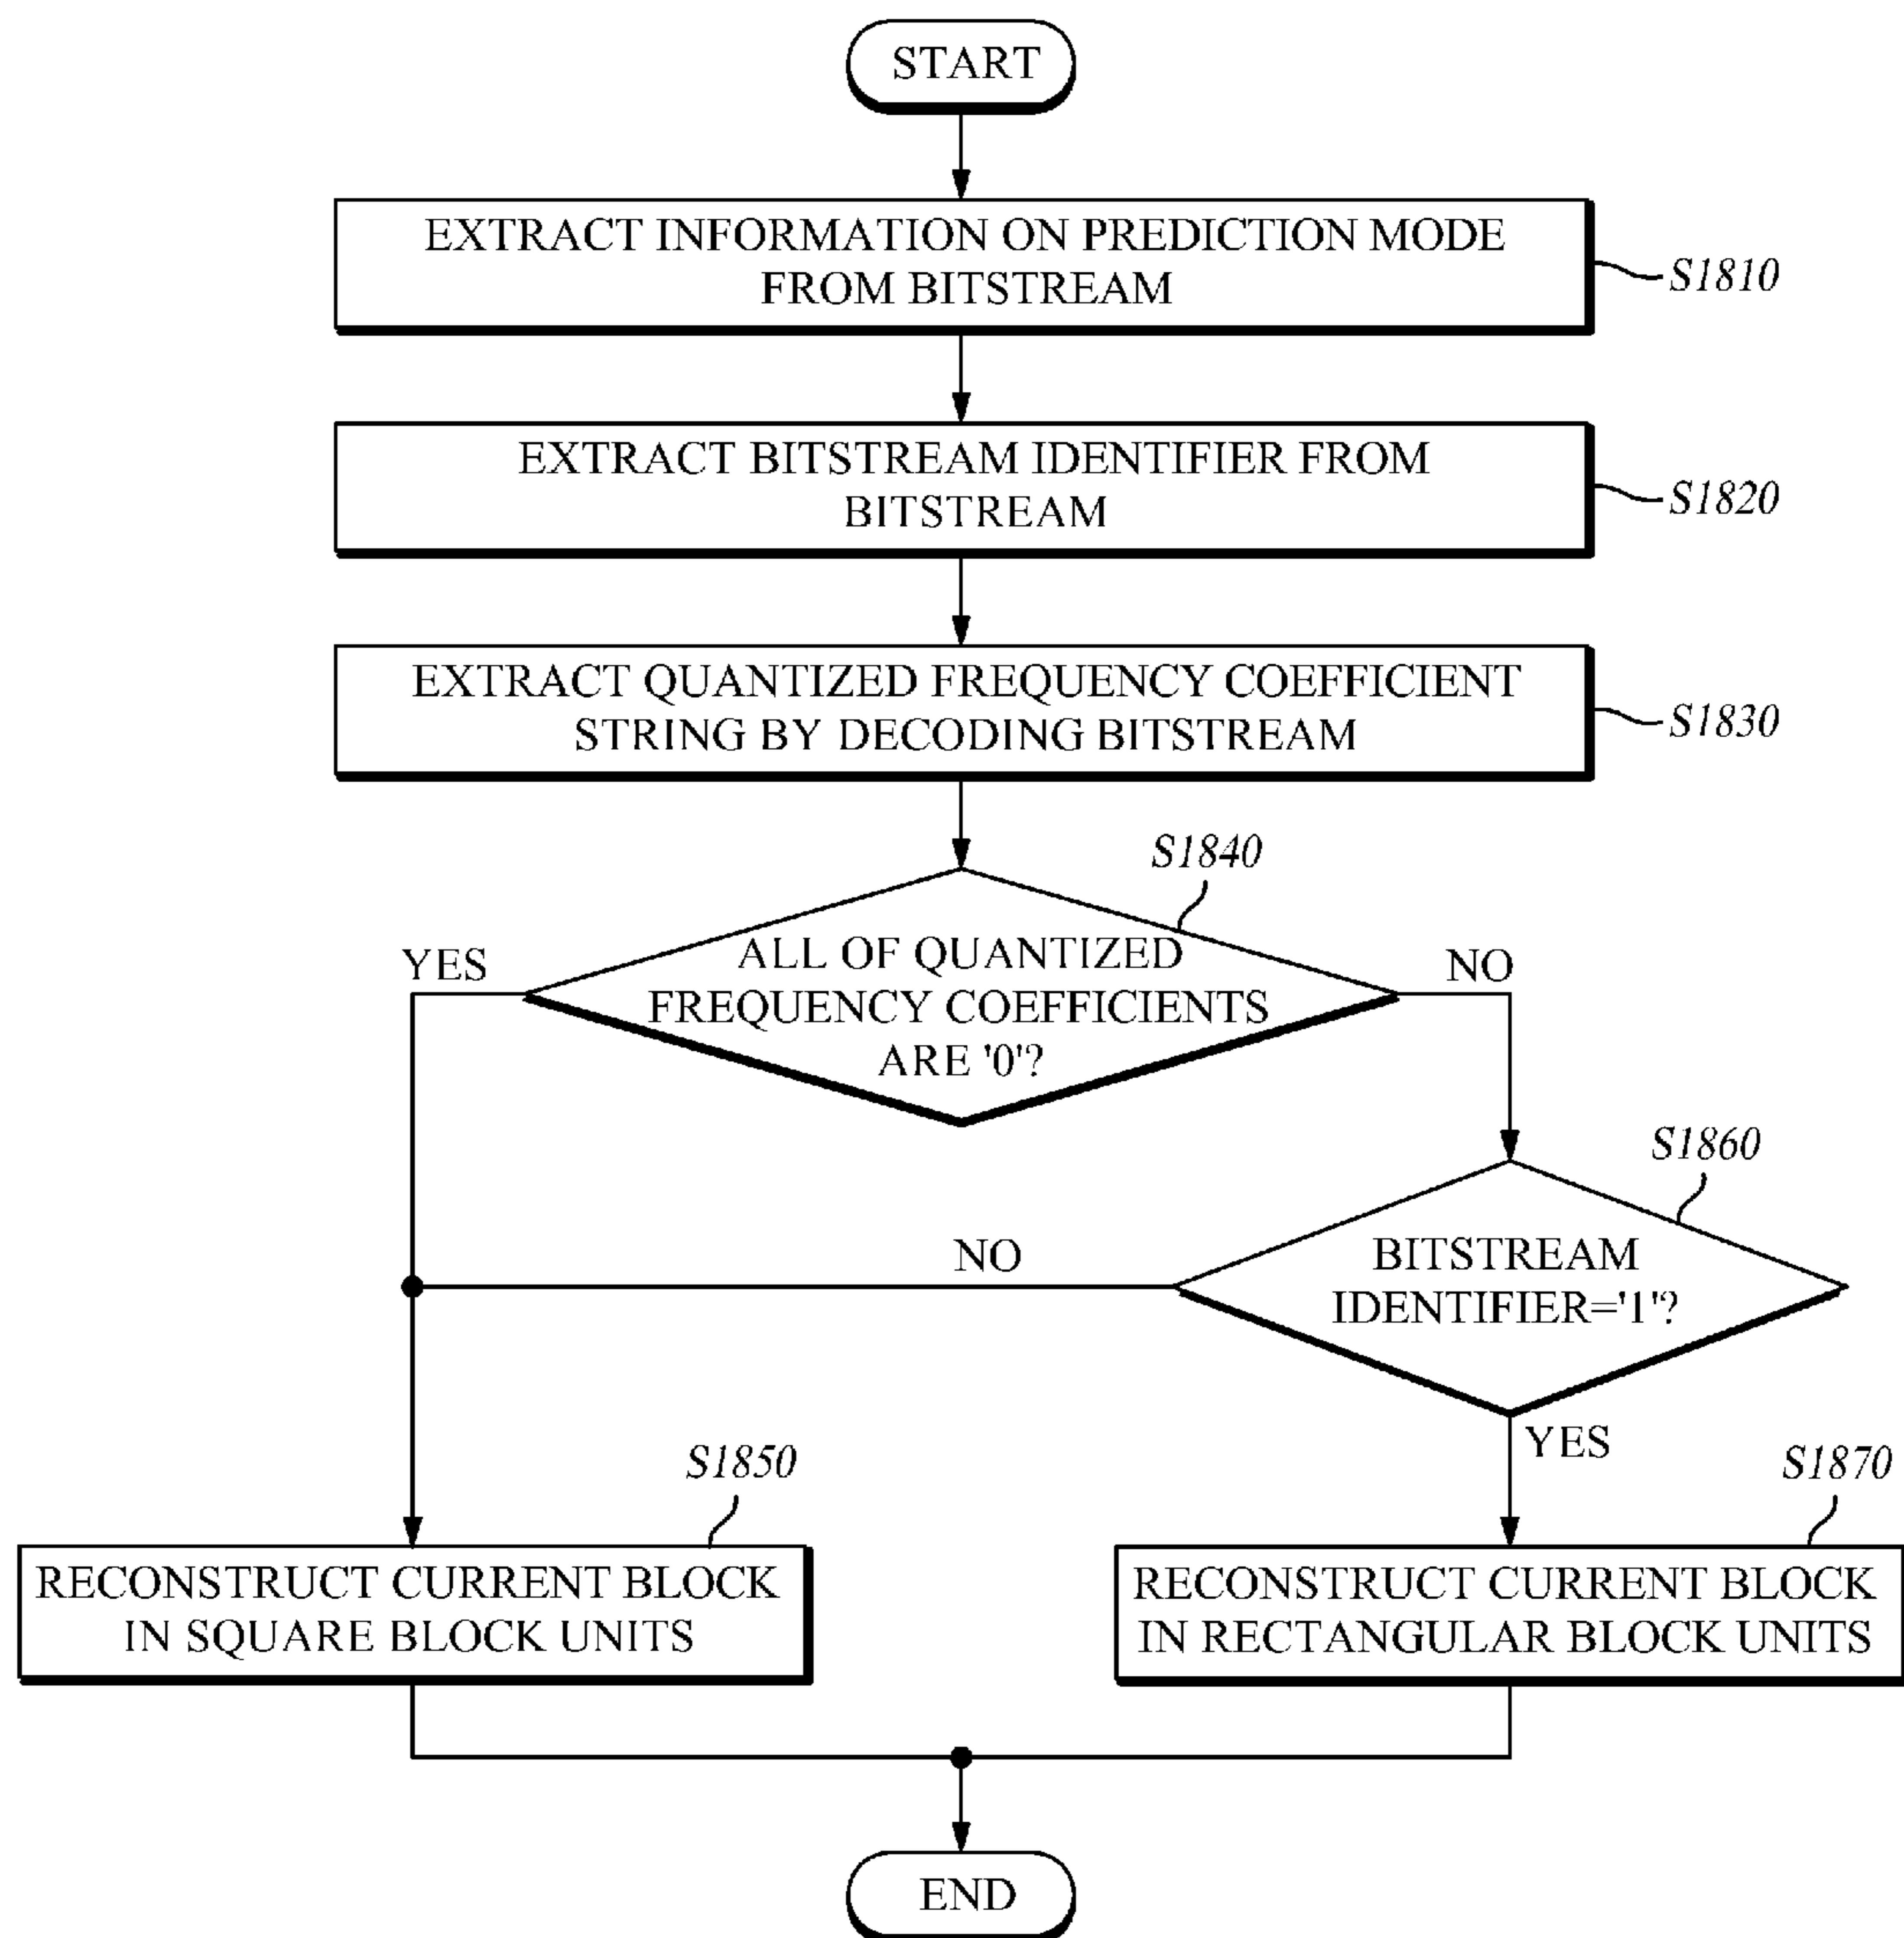 START
EXTRACT INFORMATION ON PREDICTION MODE
FROM BITSTREAM
S1810
EXTRACT BITSTREAM IDENTIFIER FROM
BITSTREAM
S1820
EXTRACT QUANTIZED FREQUENCY COEFFICIENT
STRING BY DECODING BITSTREAM
S1830
S1840
ALL OF QUANTIZED
FREQUENCY COEFFICIENTS
ARE '0'?
YES
NO
S1860
BITSTREAM
IDENTIFIER='1'?
NO
YES
S1850
RECONSTRUCT CURRENT BLOCK
IN SQUARE BLOCK UNITS
S1870
RECONSTRUCT CURRENT BLOCK
IN RECTANGULAR BLOCK UNITS
END